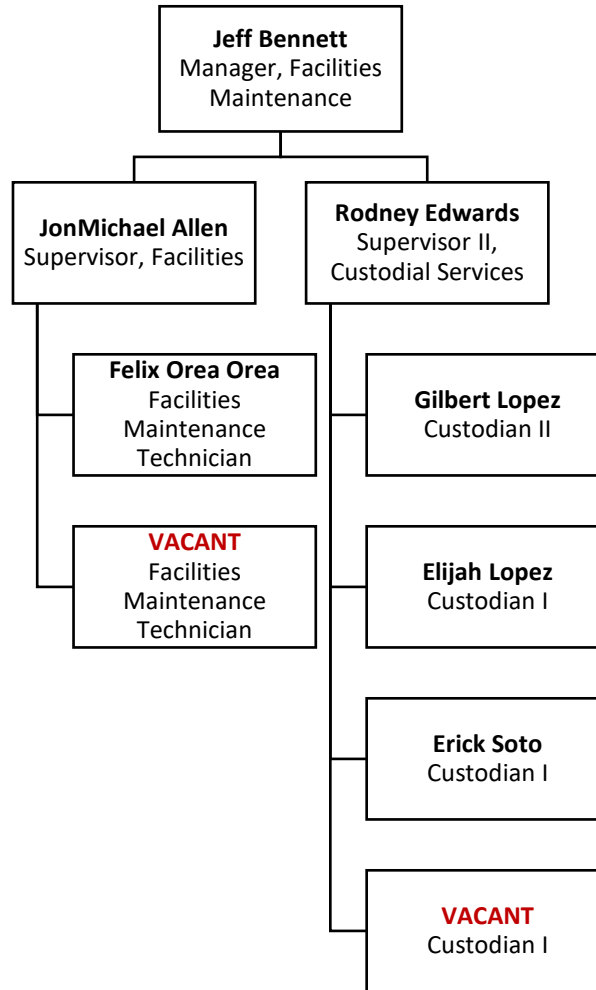 Jeff Bennett
Manager, Facilities
Maintenance
JonMichael Allen
Supervisor, Facilities
Rodney Edwards
Supervisor II,
Custodial Services
Felix Orea Orea
Facilities
Maintenance
Technician
VACANT
Facilities
Maintenance
Technician
Gilbert Lopez
Custodian II
Elijah Lopez
Custodian I
Erick Soto
Custodian I
VACANT
Custodian I